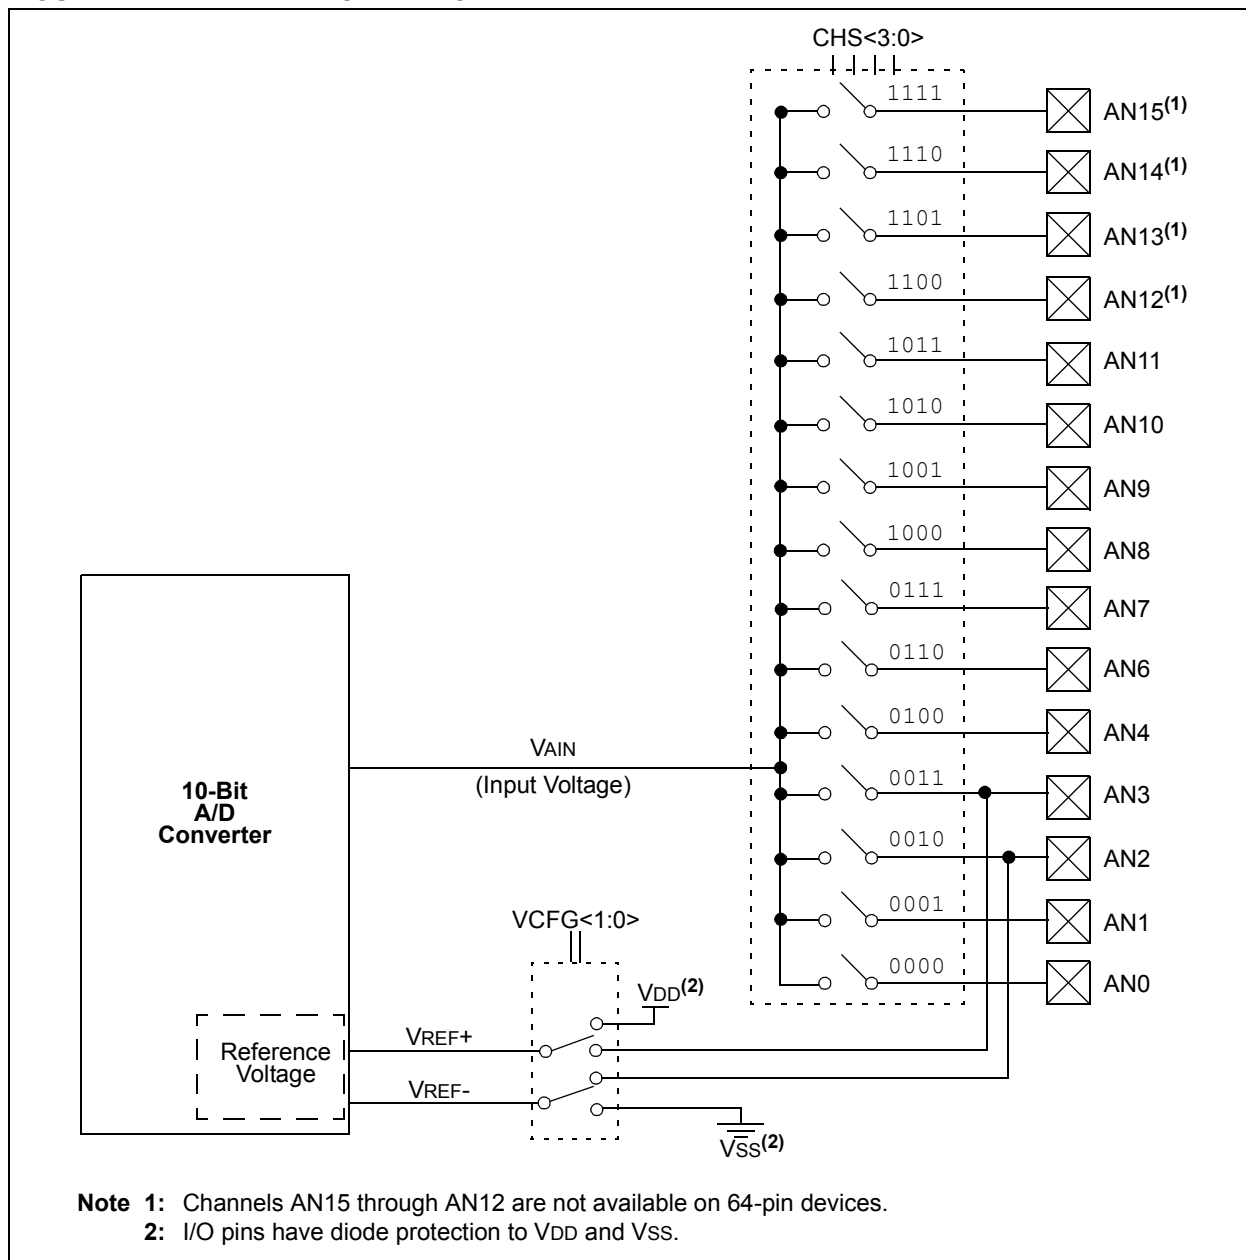 CHS<3:0>
1111 AN15(1)
1110 AN14(1)
1101 AN13(1)
1100 AN12(1)
1011 AN11
1010 AN10
1001 AN9
1000 AN8
0111 AN7
0110 AN6
0100 AN4
VAIN
(Input Voltage)
0011 AN3
10-Bit
A/D
Converter
0010 AN2
0001 AN1
VCFG<1:0>
0000 AN0
VDD(2)
VREF+
Reference
Voltage
VREF-
VSS(2)
Note 1: Channels AN15 through AN12 are not available on 64-pin devices.
2: I/O pins have diode protection to VDD and VSS.